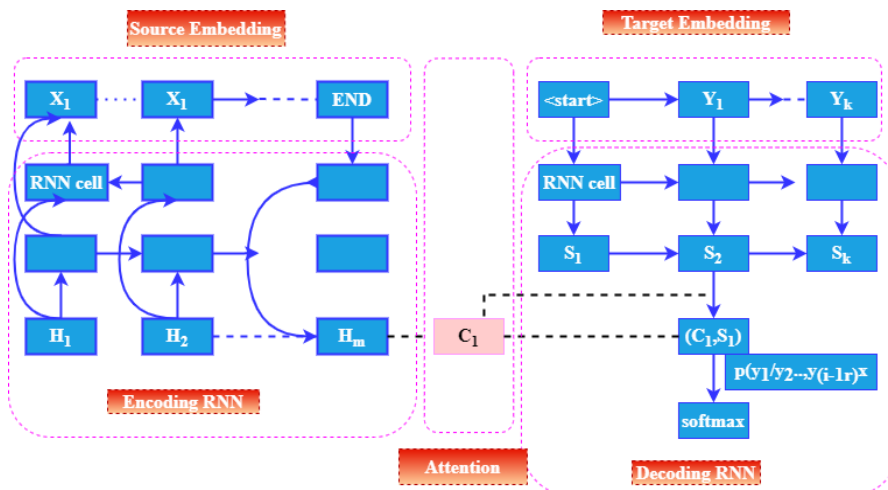 Source Embedding
Target Embedding
X1
X1
END
<start>
Y1
Yk
RNN cell
RNN cell
S1
S2
Sk
H1
H2
Hm
C1
(C1,S1)
p(y1/y2..,y(i-1r)x
Encoding RNN
softmax
Attention
Decoding RNN